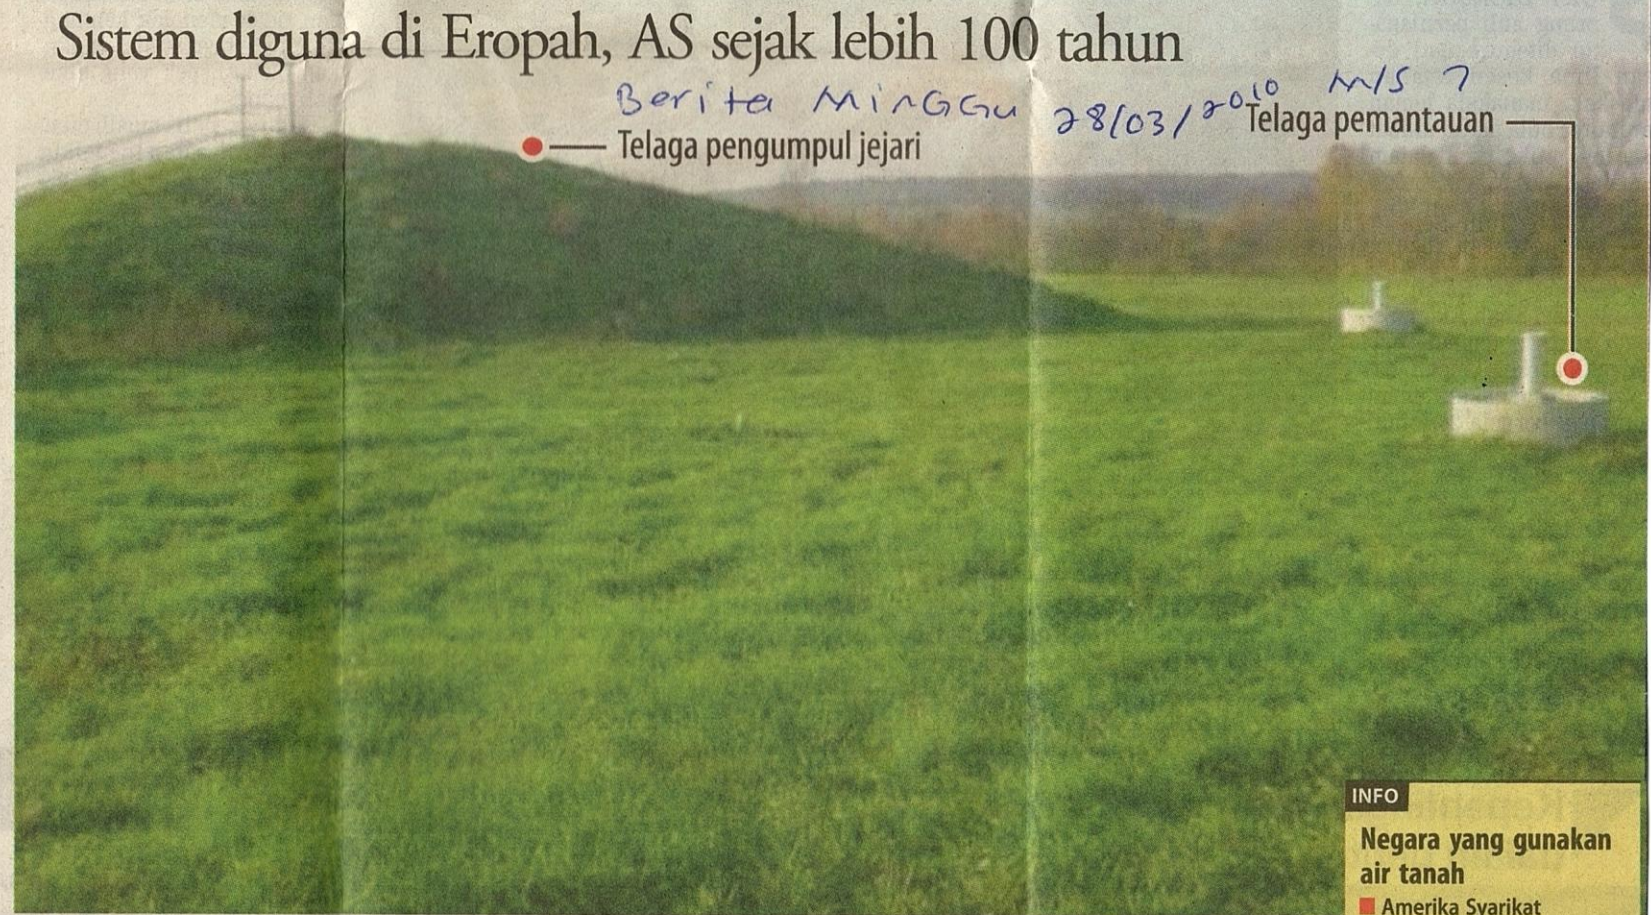 Sistem diguna di Eropah, AS sejak lebih 100 tahun
Berita Minggu 28/03/2010 M/S 7
Telaga pengumpul jejari
Telaga pemantauan
INFO
Negara yang gunakan
air tanah
Amerika Syarikat